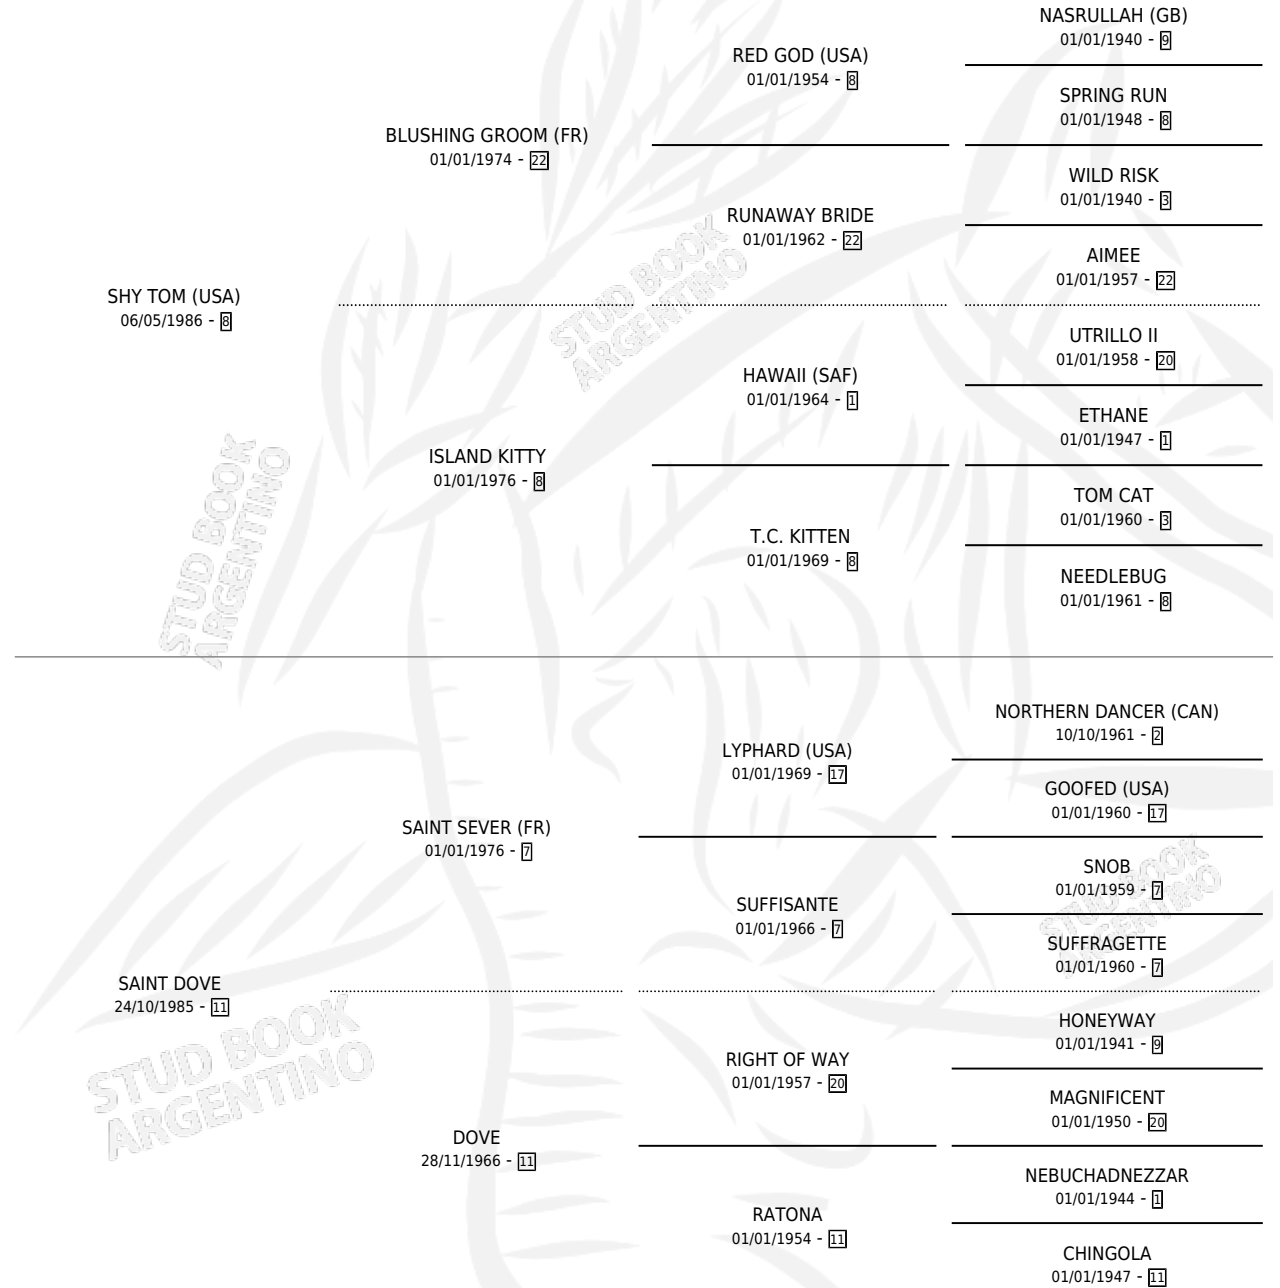 NASRULLAH (GB)
01/01/1940 - 9
RED GOD (USA)
01/01/1954 - 8
SPRING RUN
01/01/1948 - 8
BLUSHING GROOM (FR)
01/01/1974 - 22
WILD RISK
01/01/1940 - 3
RUNAWAY BRIDE
01/01/1962 - 22
AIMEE
01/01/1957 - 22
SHY TOM (USA)
06/05/1986 - 8
UTRILLO II
01/01/1958 - 20
HAWAII (SAF)
01/01/1964 - 1
ETHANE
01/01/1947 - 1
ISLAND KITTY
01/01/1976 - 8
TOM CAT
01/01/1960 - 3
T.C. KITTEN
01/01/1969 - 8
NEEDLEBUG
01/01/1961 - 8
NORTHERN DANCER (CAN)
10/10/1961 - 2
LYPHARD (USA)
01/01/1969 - 17
GOOFED (USA)
01/01/1960 - 17
SAINT SEVER (FR)
01/01/1976 - 7
SNOB
01/01/1959 - 7
SUFFISANTE
01/01/1966 - 7
SUFFRAGETTE
01/01/1960 - 7
SAINT DOVE
24/10/1985 - 11
HONEYWAY
01/01/1941 - 9
RIGHT OF WAY
01/01/1957 - 20
MAGNIFICENT
01/01/1950 - 20
DOVE
28/11/1966 - 11
NEBUCHADNEZZAR
01/01/1944 - 1
RATONA
01/01/1954 - 11
CHINGOLA
01/01/1947 - 11
STUD BOOK
ARGENTINO
STUD BOOK
ARGENTINO
STUD BOOK
ARGENTINO
STUD BOOK
ARGENTINO